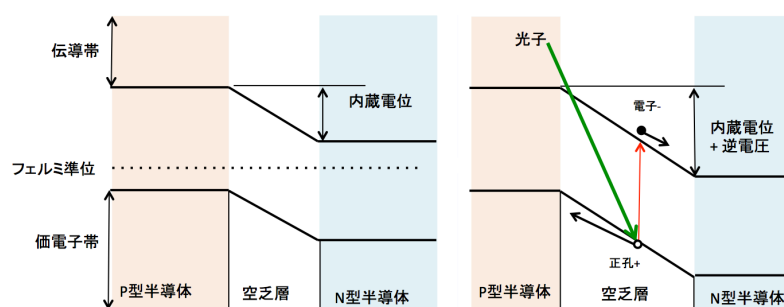 伝導帯
内蔵電位
フェルミ準位
価電子帯
P型半導体
空乏層
N型半導体
光子
電子-
内蔵電位
+ 逆電圧
正孔+
P型半導体
空乏層
N型半導体